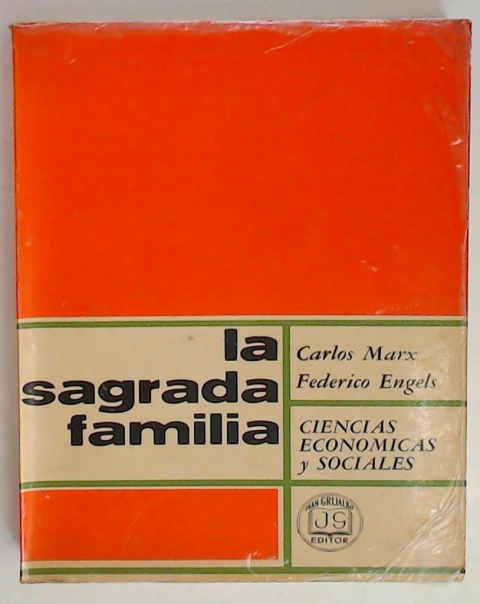 la
sagrada
familia
Carlos Marx
Federico Engels
CIENCIAS
ECONOMICAS
y SOCIALES
JUAN GRIJALBO
JG
EDITOR